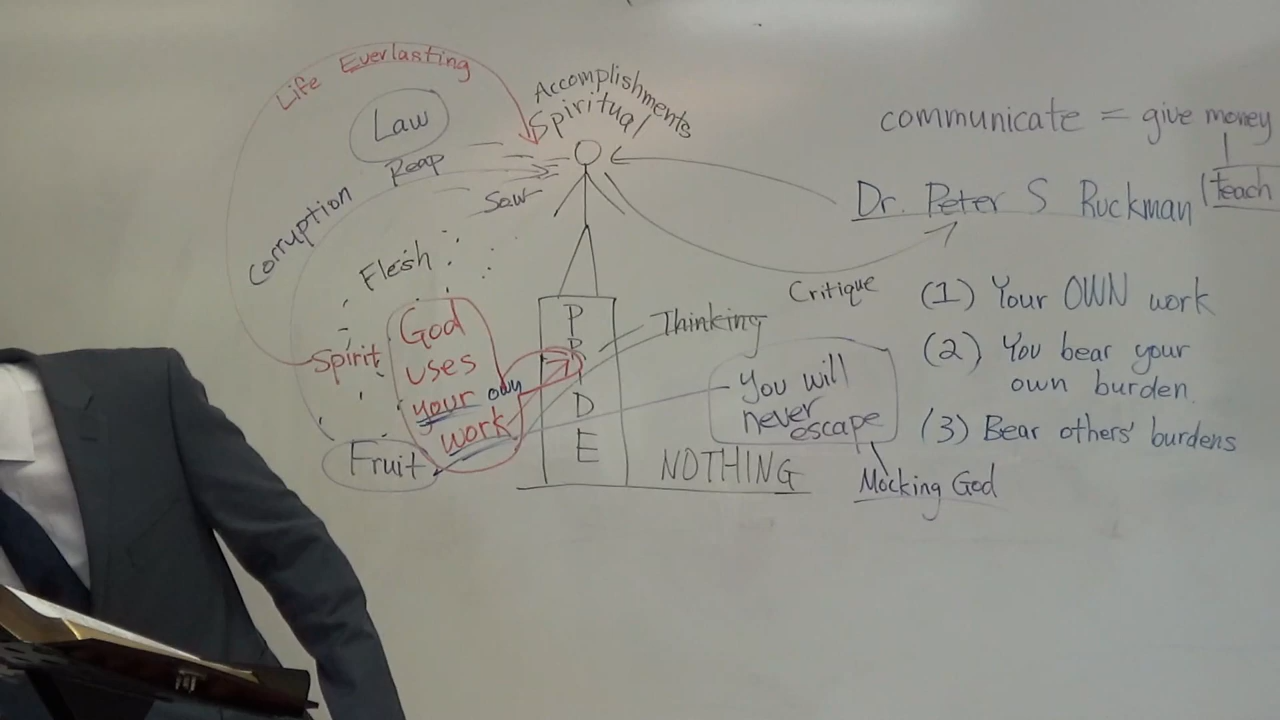 Life Everlasting
Law
Reap
Corruption
Sow
Flesh
Spirit
God
uses
your own
work
Fruit
Accomplishments
Spiritual
P
R
I
D
E
Thinking
NOTHING
You will
never
escape
Mocking God
Critique
communicate = give money
teach
Dr. Peter S Ruckman
(1) Your OWN work
(2) You bear your
own burden.
(3) Bear others' burdens